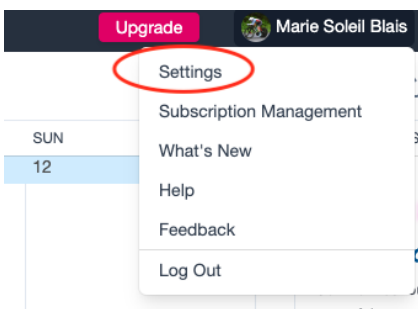 Upgrade
Marie Soleil Blais
Settings
Subscription Management
SUN
What's New
12
Help
Feedback
Log Out